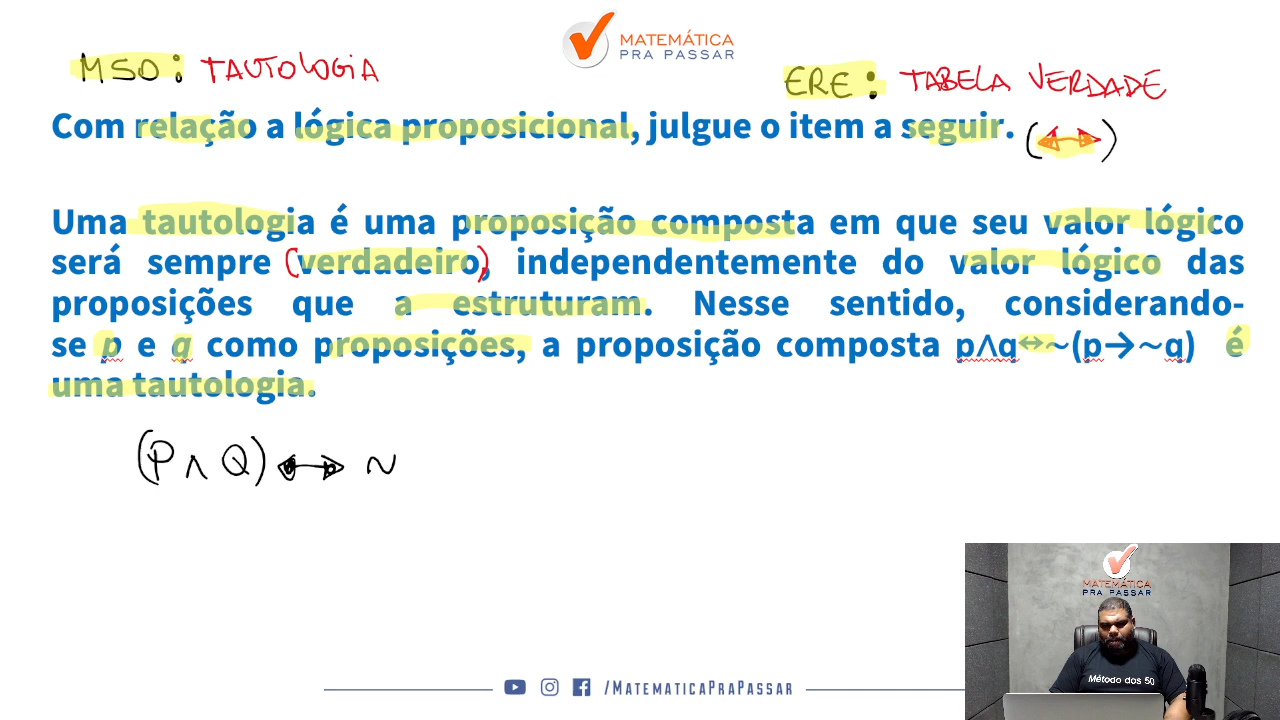 MATEMÁTICA
PRA PASSAR
MSO: TAUTOLOGIA
ERE: TABELA VERDADE
Com relação a lógica proposicional, julgue o item a seguir. (↔)
Uma tautologia é uma proposição composta em que seu valor lógico
será sempre (verdadeiro), independentemente do valor lógico das
proposições que a estruturam. Nesse sentido, considerando-
se p e q como proposições, a proposição composta p∧q↔~(p→~q) é
uma tautologia.
(P ∧ Q) ↔ ~
MATEMÁTICA
PRA PASSAR
Método dos 50
/MATEMATICAPRAPASSAR